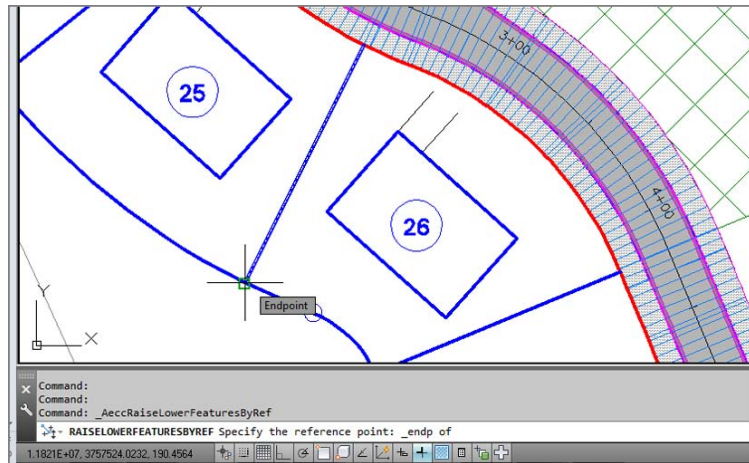 25
26
3+00
4+00
Y
X
Endpoint
Command:
Command:
Command: _AeccRaiseLowerFeaturesByRef
RAISELOWERFEATURESBYREF Specify the reference point: _endp of
1.1821E+07, 3757524.0232, 190.4564